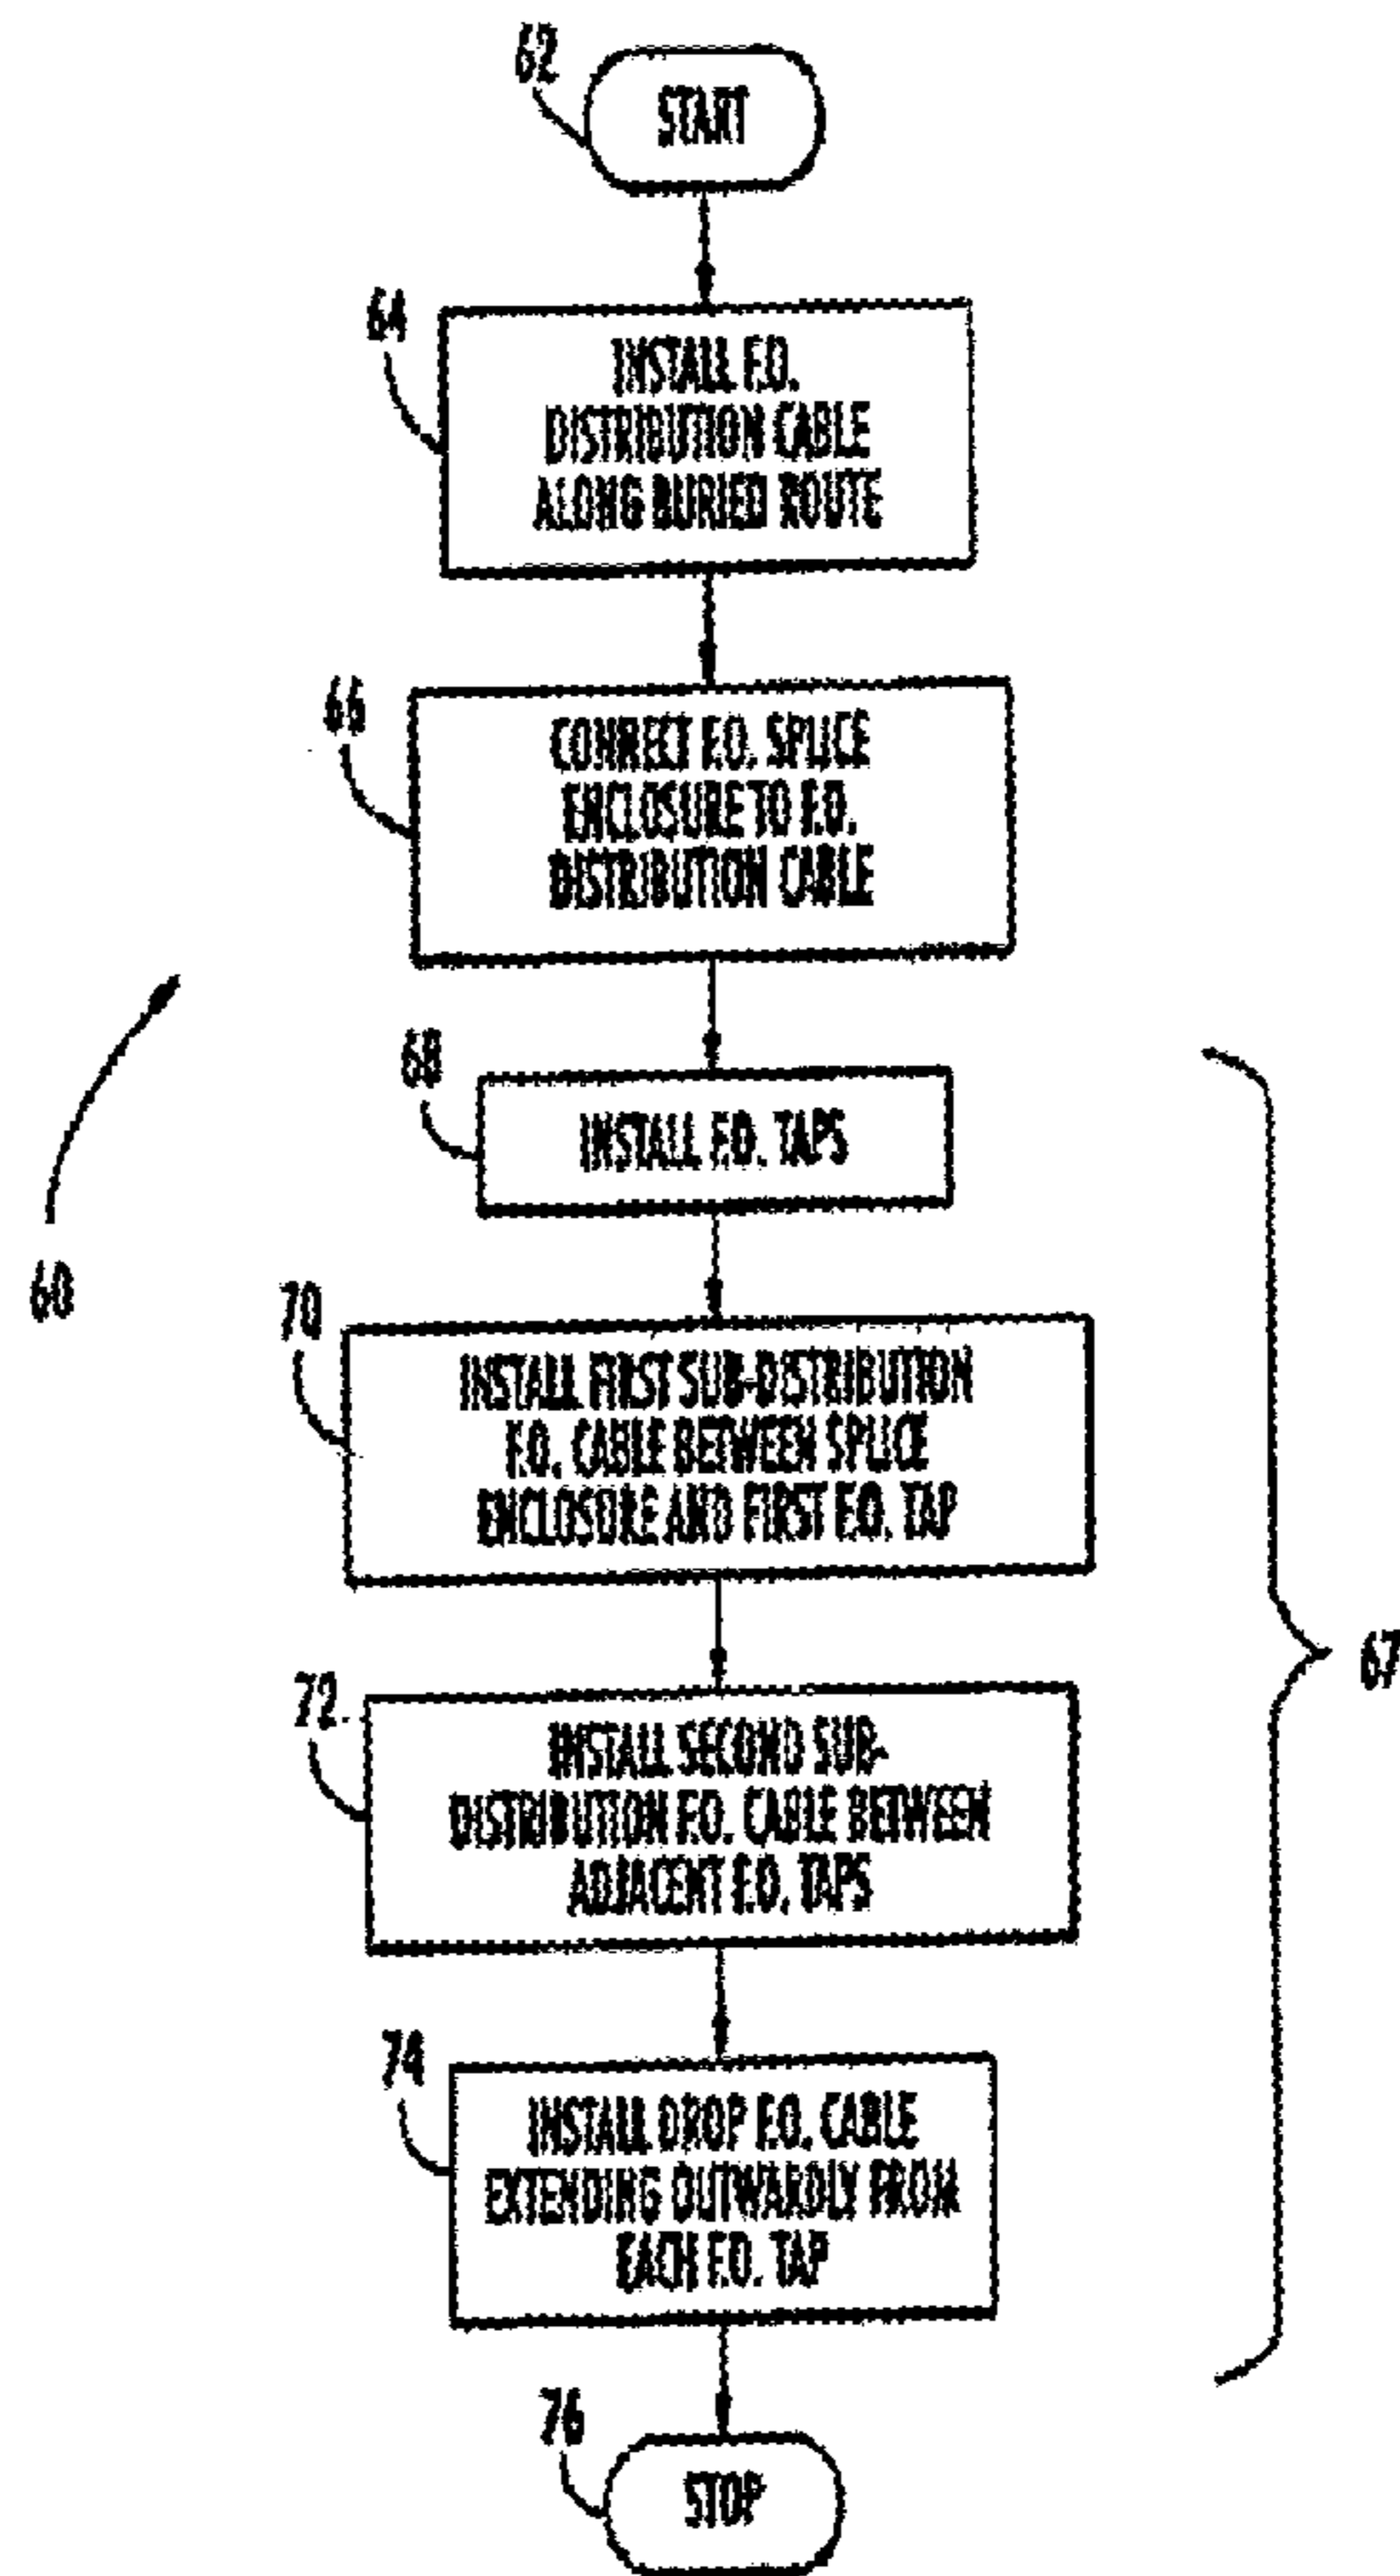 62
START
64
INSTALL F.O.
DISTRIBUTION CABLE
ALONG BURIED ROUTE
66
CONNECT F.O. SPLICE
ENCLOSURE TO F.O.
DISTRIBUTION CABLE
68
INSTALL F.O. TAPS
60
70
INSTALL FIRST SUB-DISTRIBUTION
F.O. CABLE BETWEEN SPLICE
ENCLOSURE AND FIRST F.O. TAP
67
72
INSTALL SECOND SUB-
DISTRIBUTION F.O. CABLE BETWEEN
ADJACENT F.O. TAPS
74
INSTALL DROP F.O. CABLE
EXTENDING OUTWARDLY FROM
EACH F.O. TAP
76
STOP